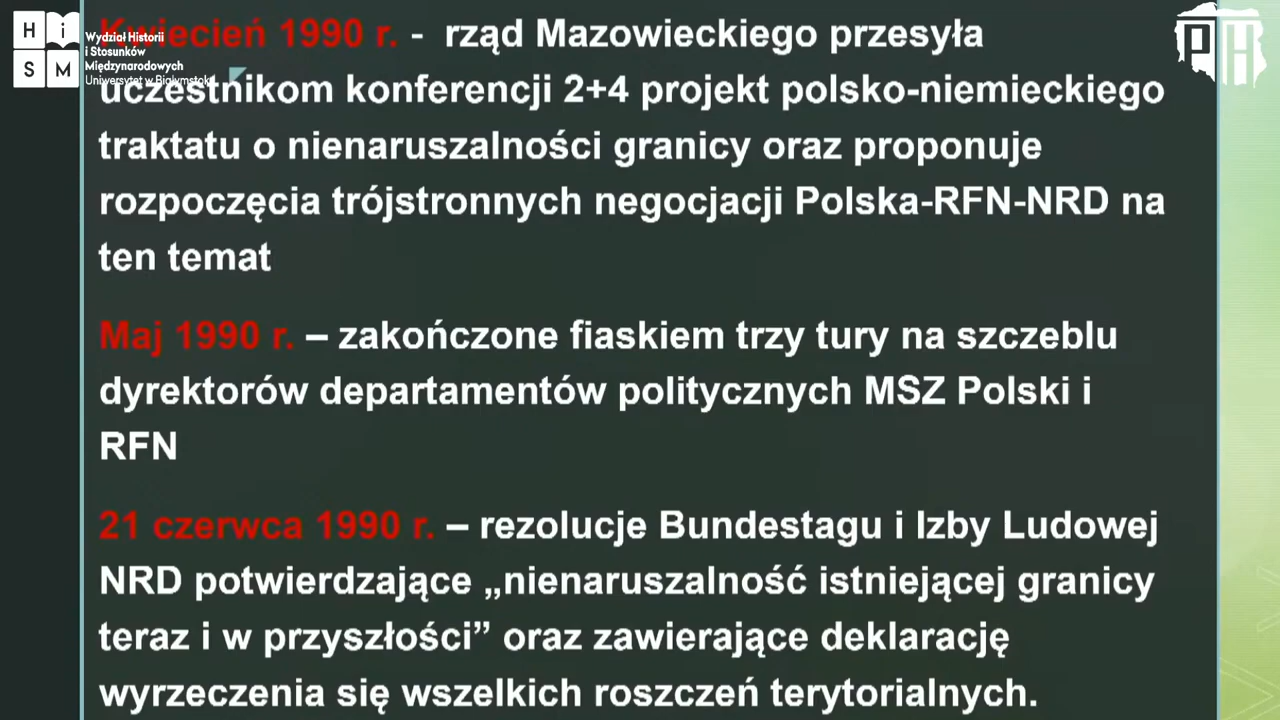 Kwiecień 1990 r. - rząd Mazowieckiego przesyła
uczestnikom konferencji 2+4 projekt polsko-niemieckiego
traktatu o nienaruszalności granicy oraz proponuje
rozpoczęcia trójstronnych negocjacji Polska-RFN-NRD na
ten temat
Maj 1990 r. – zakończone fiaskiem trzy tury na szczeblu
dyrektorów departamentów politycznych MSZ Polski i
RFN
21 czerwca 1990 r. – rezolucje Bundestagu i Izby Ludowej
NRD potwierdzające „nienaruszalność istniejącej granicy
teraz i w przyszłości” oraz zawierające deklarację
wyrzeczenia się wszelkich roszczeń terytorialnych.
H i
S M
Wydział Historii
i Stosunków
Międzynarodowych
Uniwersytet w Białymstoku
P H